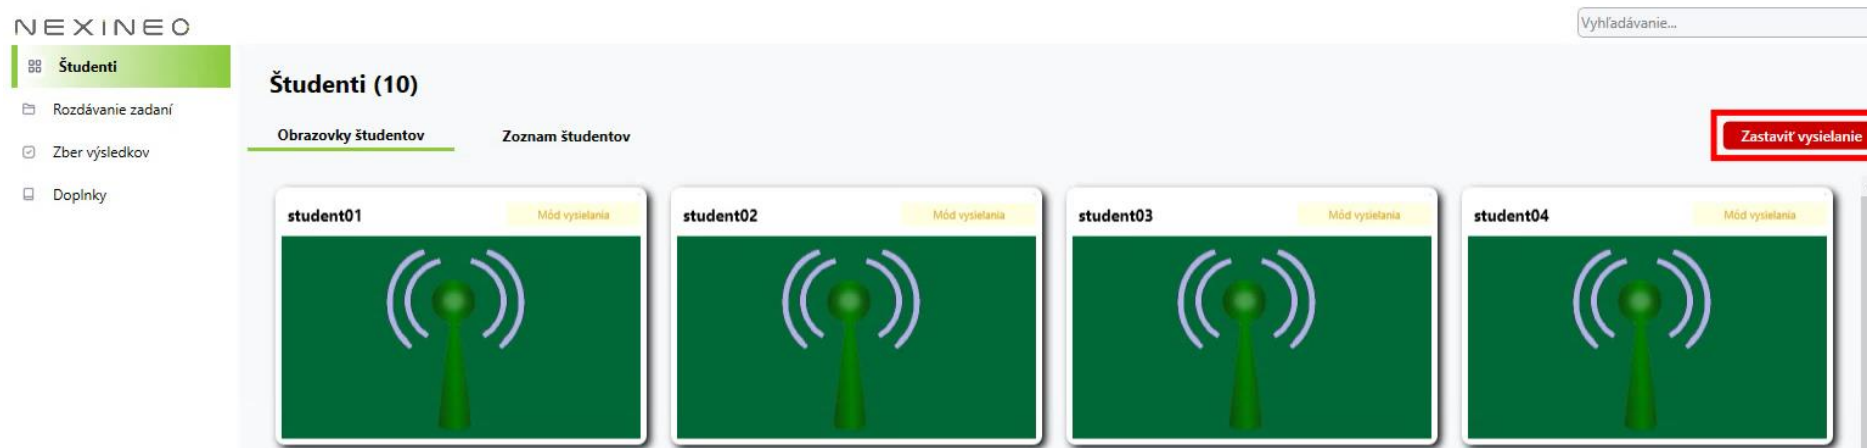 NEXINEO
Vyhľadávanie...
Študenti
Rozdávanie zadaní
Zber výsledkov
Doplnky
Študenti (10)
Obrazovky študentov
Zoznam študentov
Zastaviť vysielanie
student01
Mód vysielania
student02
Mód vysielania
student03
Mód vysielania
student04
Mód vysielania